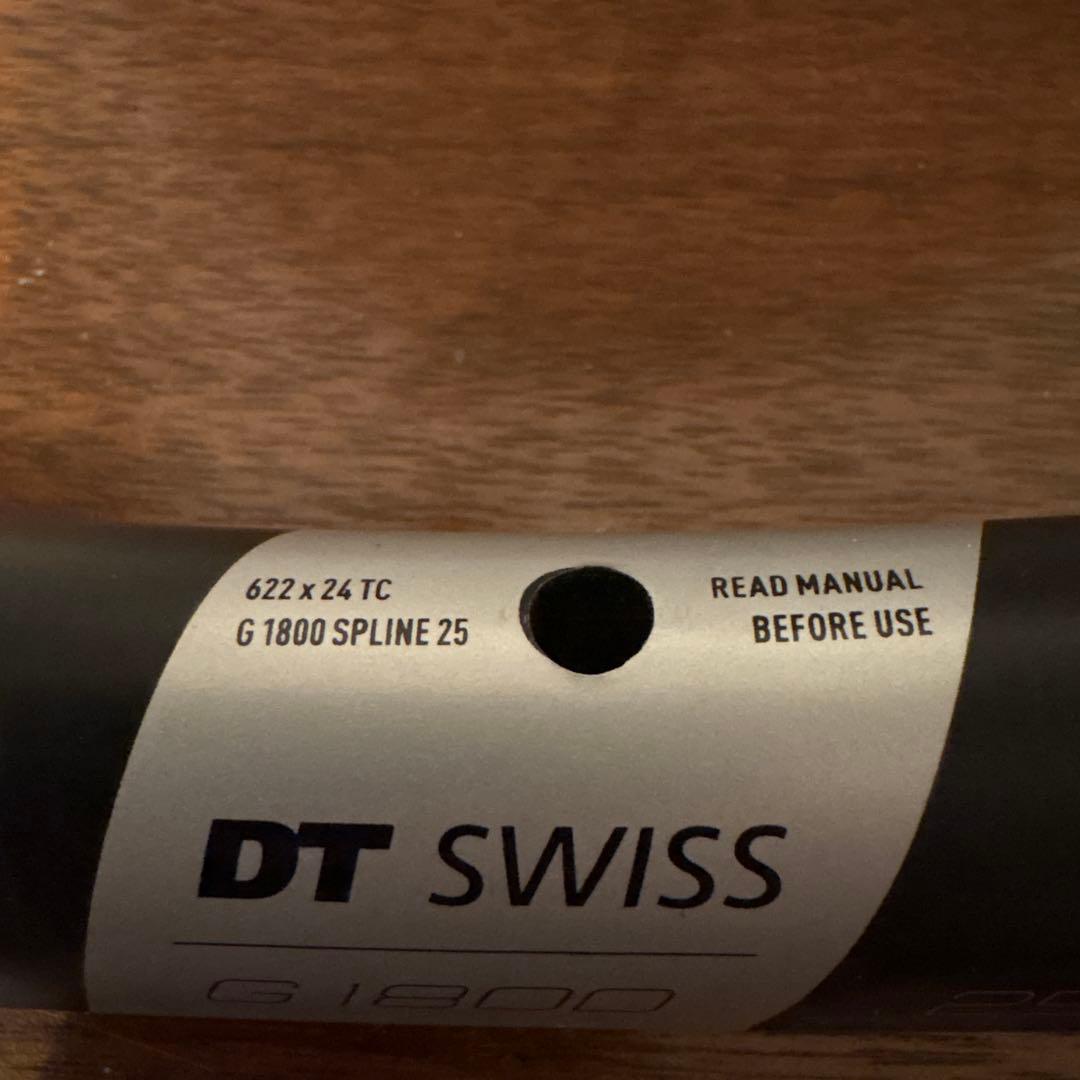 622 x 24 TC
G 1800 SPLINE 25
READ MANUAL
BEFORE USE
DT SWISS
G 1800